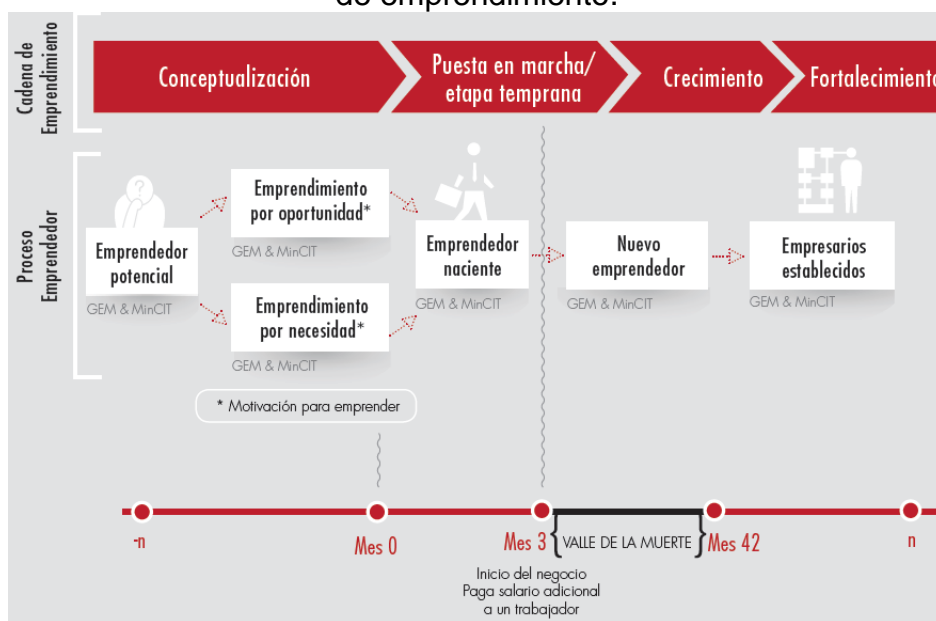 de emprendimiento.
Cadena de
Emprendimiento
Conceptualización
Puesta en marcha/
etapa temprana
Crecimiento
Fortalecimiento
Proceso
Emprendedor
?
Emprendedor
potencial
GEM & MinCIT
Emprendimiento
por oportunidad*
GEM & MinCIT
Emprendimiento
por necesidad*
GEM & MinCIT
Emprendedor
naciente
GEM & MinCIT
Nuevo
emprendedor
GEM & MinCIT
Empresarios
establecidos
GEM & MinCIT
* Motivación para emprender
-n
Mes 0
Mes 3
{VALLE DE LA MUERTE}
Mes 42
n
Inicio del negocio
Paga salario adicional
a un trabajador